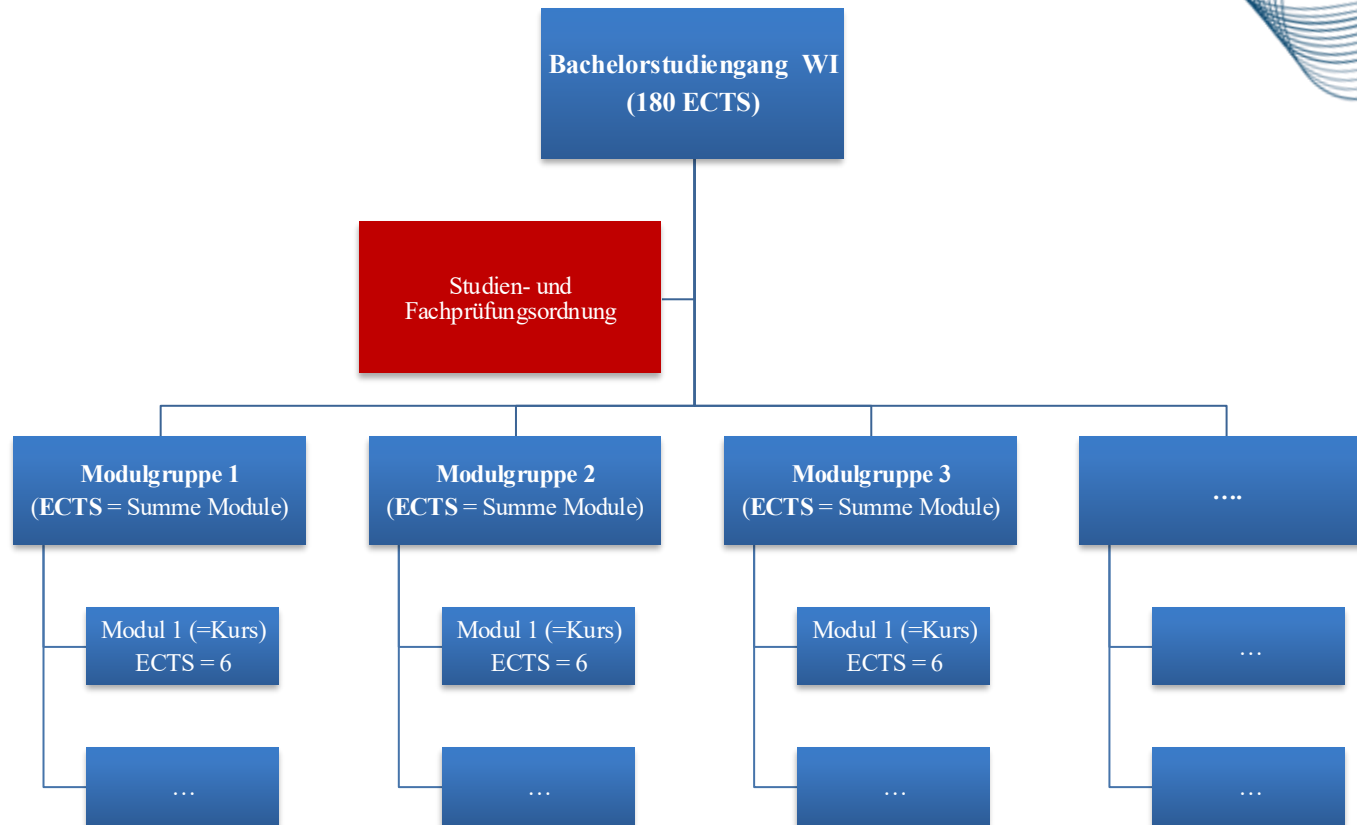 Bachelorstudiengang WI
(180 ECTS)
Studien- und
Fachprüfungsordnung
Modulgruppe 1
(ECTS = Summe Module)
Modulgruppe 2
(ECTS = Summe Module)
Modulgruppe 3
(ECTS = Summe Module)
….
Modul 1 (=Kurs)
ECTS = 6
Modul 1 (=Kurs)
ECTS = 6
Modul 1 (=Kurs)
ECTS = 6
…
…
…
…
…